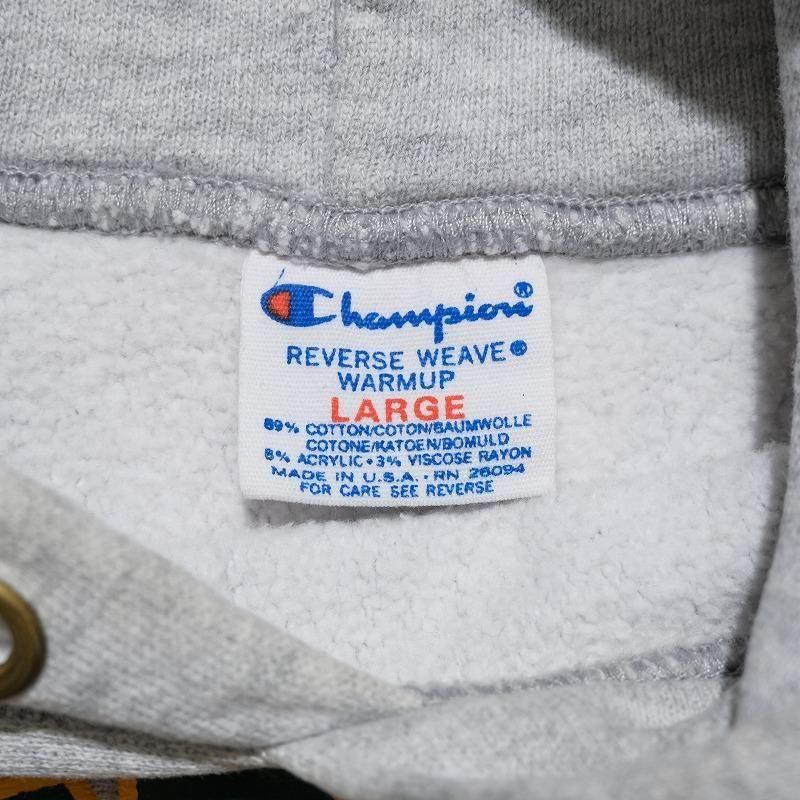 Champion®
REVERSE WEAVE®
WARMUP
LARGE
89% COTTON/COTON/BAUMWOLLE
COTONE/KATOEN/BOMULD
8% ACRYLIC • 3% VISCOSE RAYON
MADE IN U.S.A. • RN 26094
FOR CARE SEE REVERSE